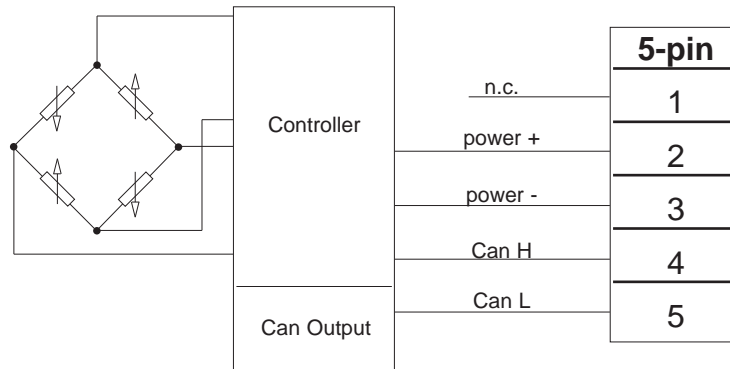 5-pin
n.c.
1
Controller
power +
2
power -
3
Can H
4
Can L
5
Can Output